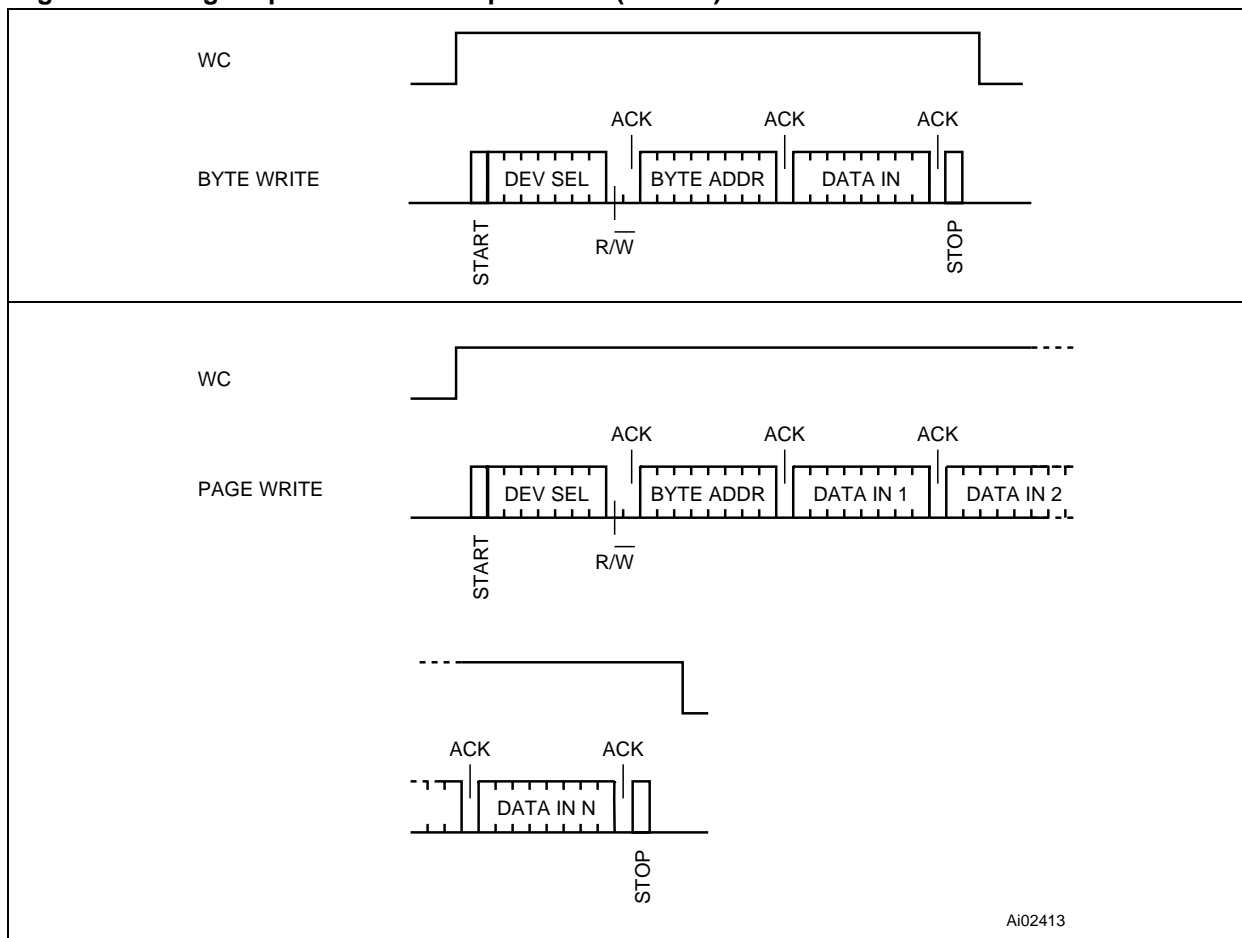 WC
ACK ACK ACK
BYTE WRITE
DEV SEL BYTE ADDR DATA IN
R/W̅
START
STOP
WC
ACK ACK ACK
PAGE WRITE
DEV SEL BYTE ADDR DATA IN 1 DATA IN 2
R/W̅
START
ACK ACK
DATA IN N
STOP
Ai02413